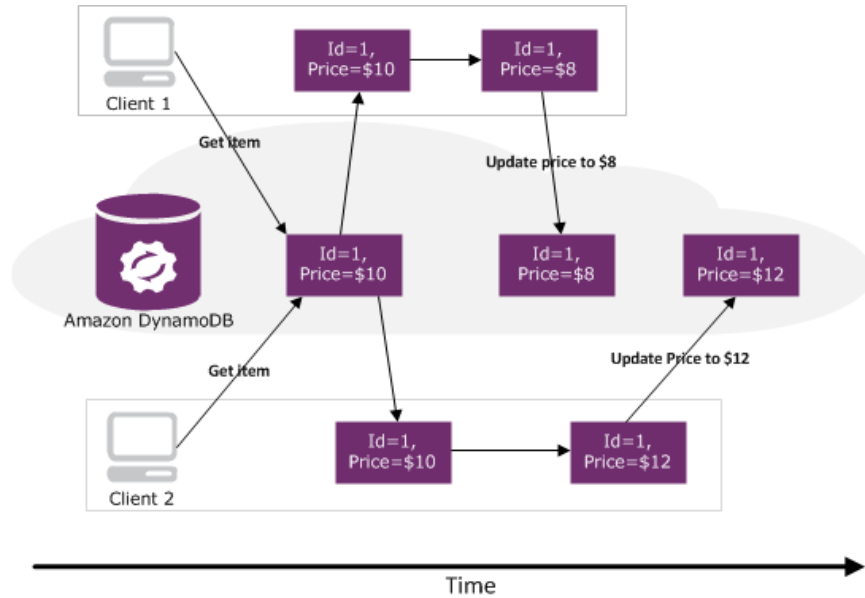 Id=1,
Price=$10
Id=1,
Price=$8
Client 1
Get item
Update price to $8
Id=1,
Price=$10
Id=1,
Price=$8
Id=1,
Price=$12
Amazon DynamoDB
Update Price to $12
Get item
Id=1,
Price=$10
Id=1,
Price=$12
Client 2
Time